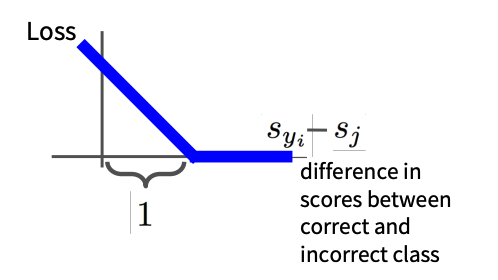 Loss
s_{y_i} - s_j
difference in
scores between
correct and
incorrect class
1